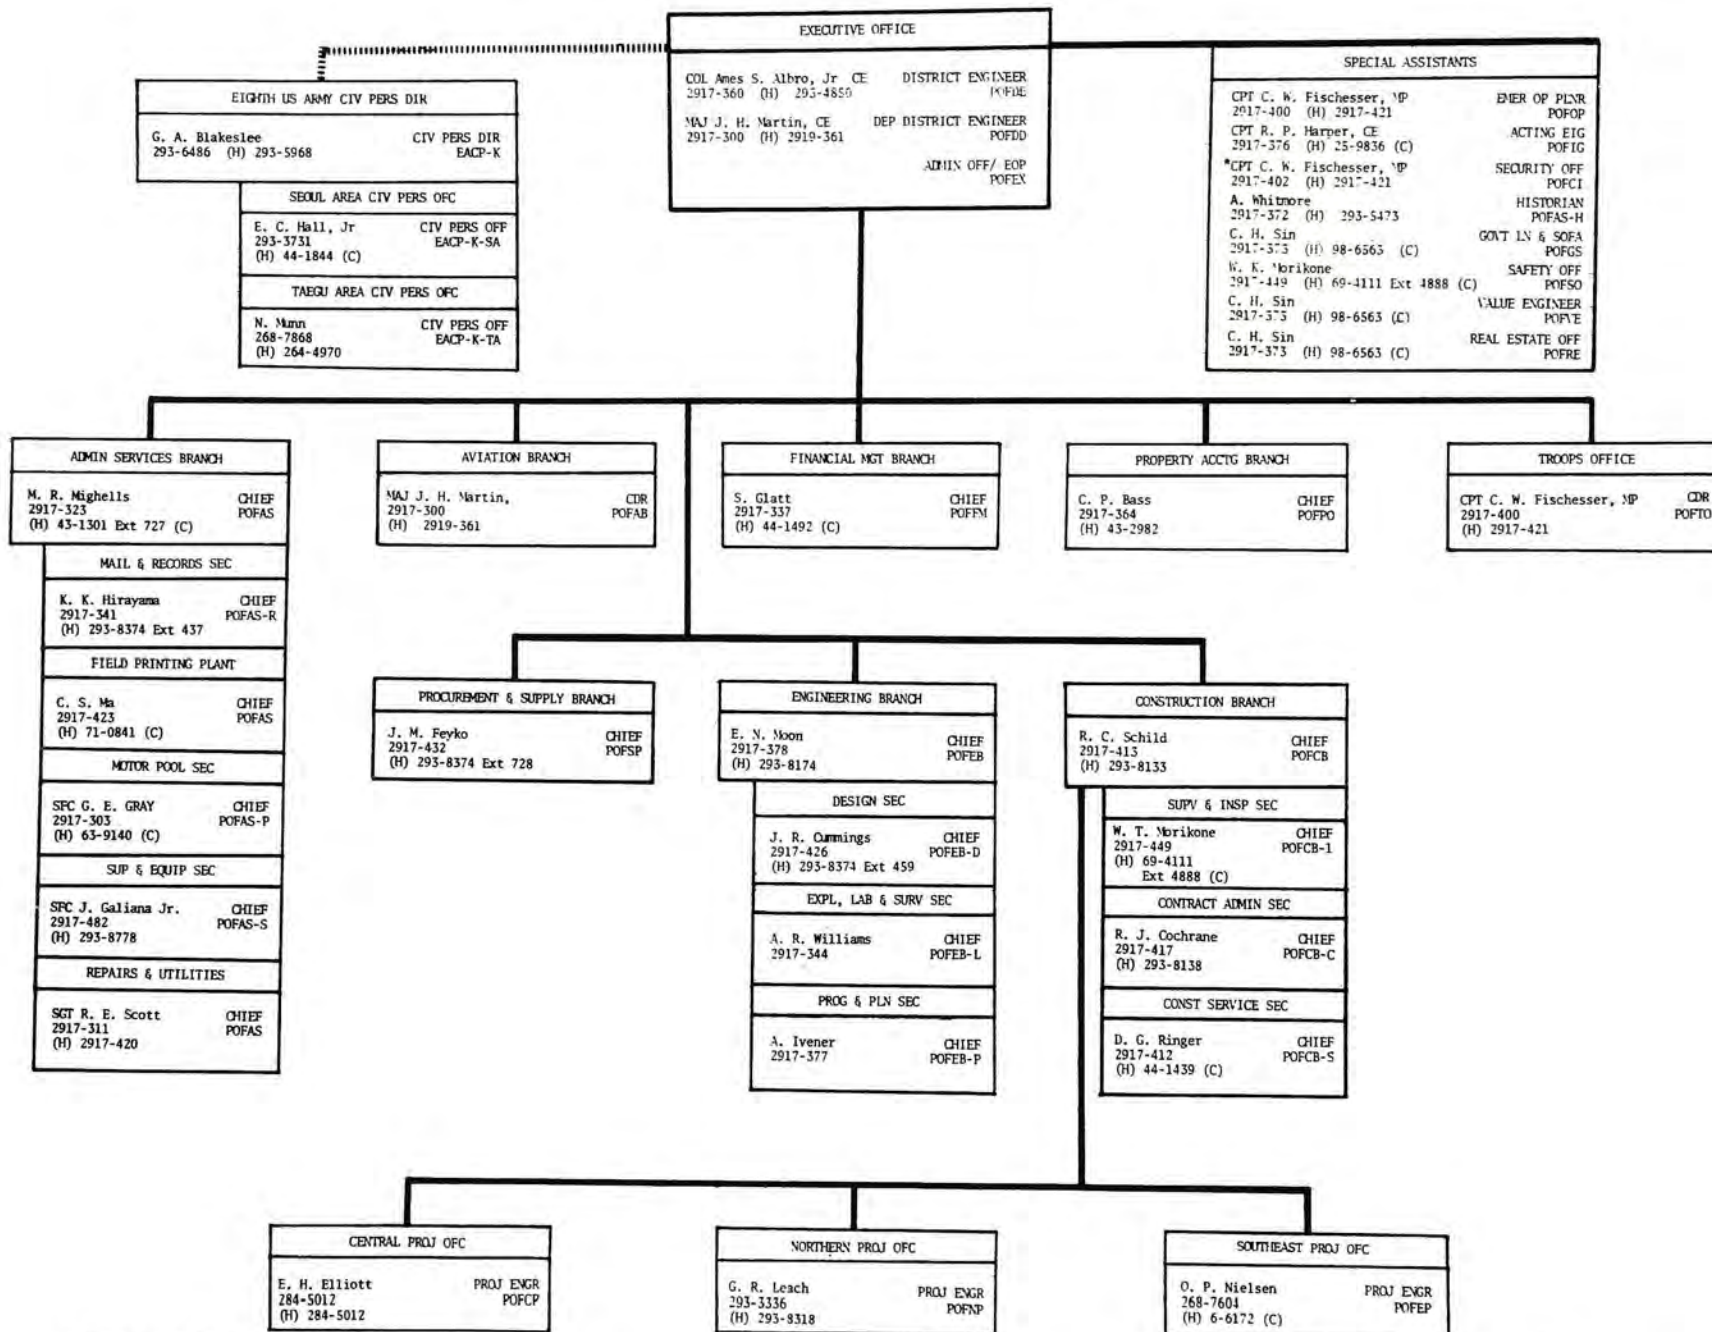 EXECUTIVE OFFICE
COL Ames S. Albro, Jr CE DISTRICT ENGINEER
2917-360 (H) 293-4850 POFDE
MAJ J. H. Martin, CE DEP DISTRICT ENGINEER
2917-300 (H) 2919-361 POFDD
ADMIN OFF/ EOP
POFEX
EIGHTH US ARMY CIV PERS DIR
G. A. Blakeslee CIV PERS DIR
293-6486 (H) 293-5968 EACP-K
SEOUL AREA CIV PERS OFC
E. C. Hall, Jr CIV PERS OFF
293-3731 EACP-K-SA
(H) 44-1844 (C)
TAEGU AREA CIV PERS OFC
N. Munn CIV PERS OFF
268-7868 EACP-K-TA
(H) 264-4970
SPECIAL ASSISTANTS
CPT C. W. Fischesser, MP EMER OP PLNR
2917-400 (H) 2917-421 POFOP
CPT R. P. Harper, CE ACTING EIG
2917-376 (H) 25-9836 (C) POFIG
*CPT C. W. Fischesser, MP SECURITY OFF
2917-402 (H) 2917-421 POFCI
A. Whitmore HISTORIAN
2917-372 (H) 293-5473 POFAS-H
C. H. Sin GOVT LN & SOFA
2917-373 (H) 98-6563 (C) POFGS
W. K. Morikone SAFETY OFF
2917-449 (H) 69-4111 Ext 4888 (C) POFSO
C. H. Sin VALUE ENGINEER
2917-373 (H) 98-6563 (C) POFVE
C. H. Sin REAL ESTATE OFF
2917-373 (H) 98-6563 (C) POFRE
ADMIN SERVICES BRANCH
M. R. Mighells CHIEF
2917-323 POFAS
(H) 43-1301 Ext 727 (C)
MAIL & RECORDS SEC
K. K. Hirayama CHIEF
2917-341 POFAS-R
(H) 293-8374 Ext 437
FIELD PRINTING PLANT
C. S. Ma CHIEF
2917-423 POFAS
(H) 71-0841 (C)
MOTOR POOL SEC
SFC G. E. GRAY CHIEF
2917-303 POFAS-P
(H) 63-9140 (C)
SUP & EQUIP SEC
SFC J. Galiana Jr. CHIEF
2917-482 POFAS-S
(H) 293-8778
REPAIRS & UTILITIES
SGT R. E. Scott CHIEF
2917-311 POFAS
(H) 2917-420
AVIATION BRANCH
MAJ J. H. Martin, CDR
2917-300 POFAB
(H) 2919-361
FINANCIAL MGT BRANCH
S. Glatt CHIEF
2917-337 POFFM
(H) 44-1492 (C)
PROPERTY ACCTG BRANCH
C. P. Bass CHIEF
2917-364 POFPO
(H) 43-2982
TROOPS OFFICE
CPT C. W. Fischesser, MP CDR
2917-400 POFTO
(H) 2917-421
PROCUREMENT & SUPPLY BRANCH
J. M. Feyko CHIEF
2917-432 POFSP
(H) 293-8374 Ext 728
ENGINEERING BRANCH
E. N. Moon CHIEF
2917-378 POFEB
(H) 293-8174
DESIGN SEC
J. R. Cummings CHIEF
2917-426 POFEB-D
(H) 293-8374 Ext 459
EXPL, LAB & SURV SEC
A. R. Williams CHIEF
2917-344 POFEB-L
PROG & PLN SEC
A. Ivener CHIEF
2917-377 POFEB-P
CONSTRUCTION BRANCH
R. C. Schild CHIEF
2917-413 POFCB
(H) 293-8133
SUPV & INSP SEC
W. T. Morikone CHIEF
2917-449 POFCB-1
(H) 69-4111
Ext 4888 (C)
CONTRACT ADMIN SEC
R. J. Cochrane CHIEF
2917-417 POFCB-C
(H) 293-8138
CONST SERVICE SEC
D. G. Ringer CHIEF
2917-412 POFCB-S
(H) 44-1439 (C)
CENTRAL PROJ OFC
E. H. Elliott PROJ ENGR
284-5012 POFCP
(H) 284-5012
NORTHERN PROJ OFC
G. R. Leach PROJ ENGR
293-3336 POFNP
(H) 293-8318
SOUTHEAST PROJ OFC
O. P. Nielsen PROJ ENGR
268-7604 POFEP
(H) 6-6172 (C)